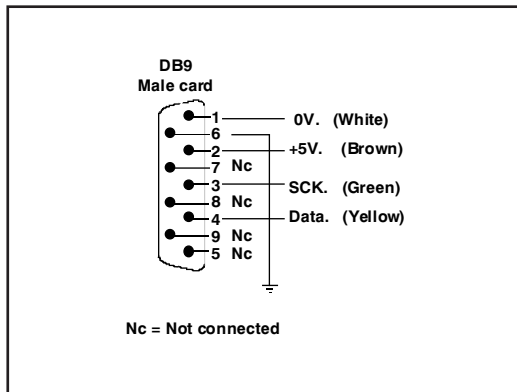 DB9
Male card
1 0V. (White)
6
2 +5V. (Brown)
7 Nc
3 SCK. (Green)
8 Nc
4 Data. (Yellow)
9 Nc
5 Nc
Nc = Not connected